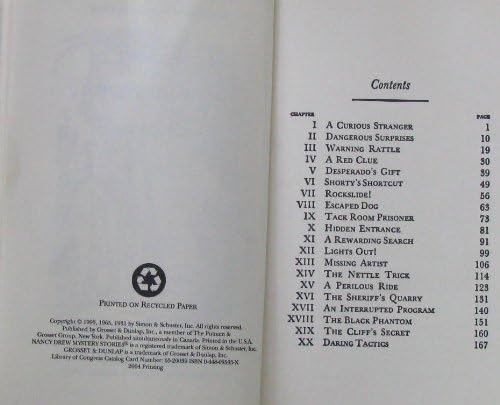 PRINTED ON RECYCLED PAPER
Copyright © 1995, 1965, 1931 by Simon & Schuster, Inc. All rights reserved.
Published by Grosset & Dunlap, Inc., a member of The Putnam &
Grosset Group, New York. Published simultaneously in Canada. Printed in the U.S.A.
NANCY DREW MYSTERY STORIES® is a registered trademark of Simon & Schuster, Inc.
GROSSET & DUNLAP is a trademark of Grosset & Dunlap, Inc.
Library of Congress Catalog Card Number:
2004 Printing
Contents
CHAPTER PAGE
I A CURIOUS STRANGER 1
II DANGEROUS SURPRISES 10
III WARNING RATTLE 19
IV A RED CLUE 30
V DESPERADO'S GIFT 39
VI SHORTY'S SHORTCUT 49
VII ROCKSLIDE! 56
VIII ESCAPED DOG 63
IX TACK ROOM PRISONER 73
X HIDDEN ENTRANCE 81
XI A REWARDING SEARCH 91
XII LIGHTS OUT! 99
XIII MISSING ARTIST 106
XIV THE NETTLE TRICK 114
XV A PERILOUS RIDE 123
XVI THE SHERIFF'S QUARRY 131
XVII AN INTERRUPTED PROGRAM 140
XVIII THE BLACK PHANTOM 151
XIX THE CLIFF'S SECRET 160
XX DARING TACTICS 167